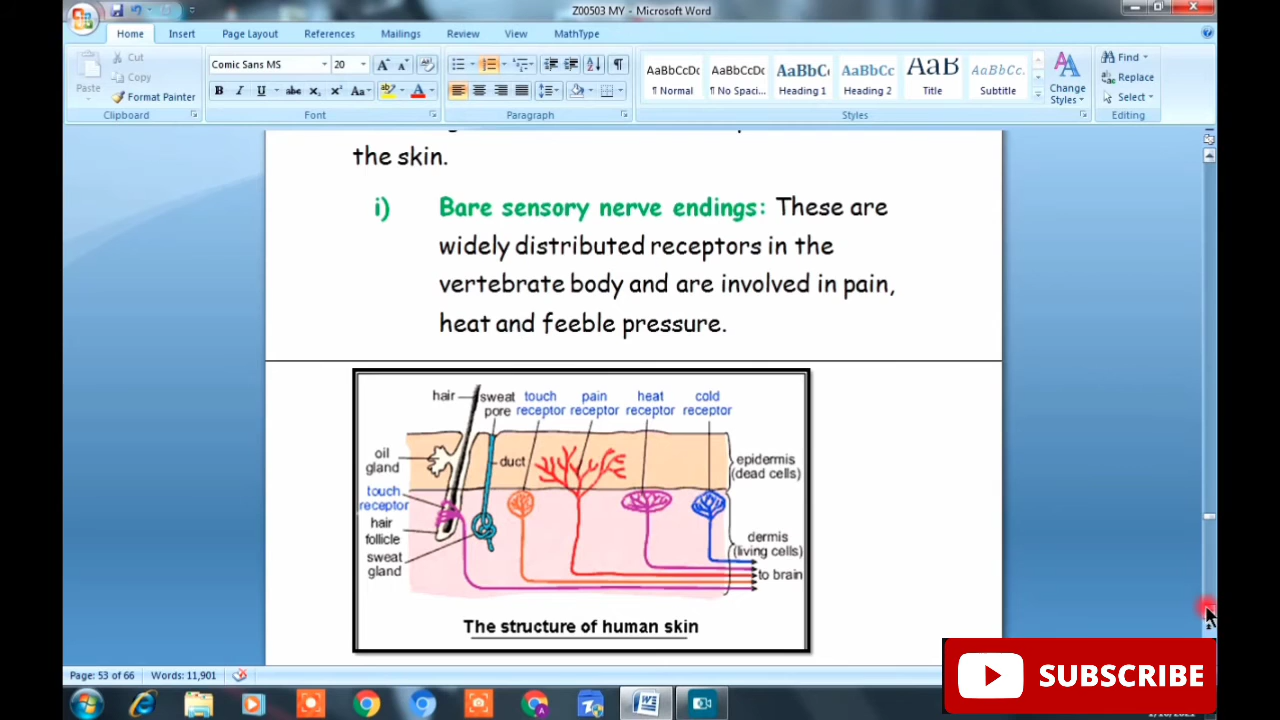 Z00503 MY - Microsoft Word
Home Insert Page Layout References Mailings Review View MathType
Paste
Cut
Copy
Format Painter
Clipboard
Comic Sans MS 20
Font
Paragraph
AaBbCcDc AaBbCcDc AaBbC AaBbCc AaB AaBbCc.
¶ Normal ¶ No Spaci... Heading 1 Heading 2 Title Subtitle
Change Styles
Styles
Find
Replace
Select
Editing
the skin.
i) Bare sensory nerve endings: These are
widely distributed receptors in the
vertebrate body and are involved in pain,
heat and feeble pressure.
hair
sweat pore
touch receptor
pain receptor
heat receptor
cold receptor
oil gland
duct
epidermis
(dead cells)
touch receptor
hair follicle
sweat gland
dermis
(living cells)
to brain
The structure of human skin
Page: 53 of 66 Words: 11,901
SUBSCRIBE